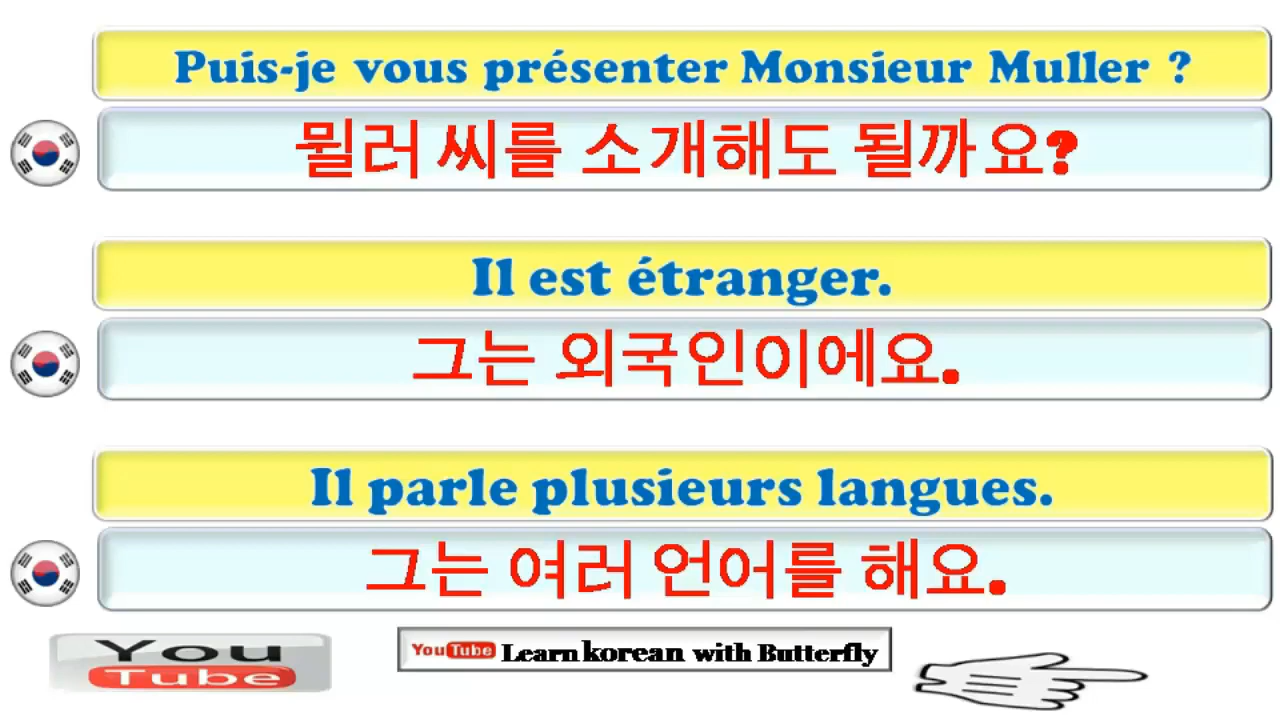 Puis-je vous présenter Monsieur Muller ?
뮐러 씨를 소개해도 될까요?
Il est étranger.
그는 외국인이에요.
Il parle plusieurs langues.
그는 여러 언어를 해요.
You
Tube
YouTube Learn korean with Butterfly